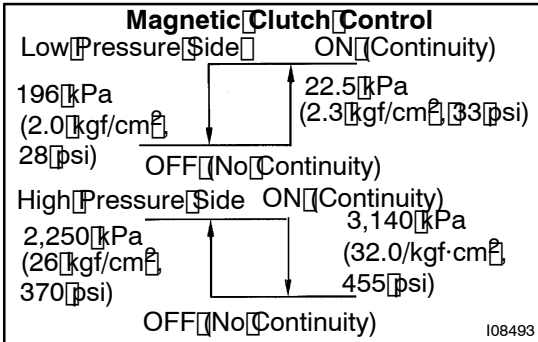 Magnetic Clutch Control
Low Pressure Side ON (Continuity)
196 kPa
(2.0 kgf/cm²,
28 psi)
22.5 kPa
(2.3 kgf/cm², 33 psi)
OFF (No Continuity)
High Pressure Side ON (Continuity)
2,250 kPa
(26 kgf/cm²,
370 psi)
3,140 kPa
(32.0/kgf·cm²,
455 psi)
OFF (No Continuity)
I08493